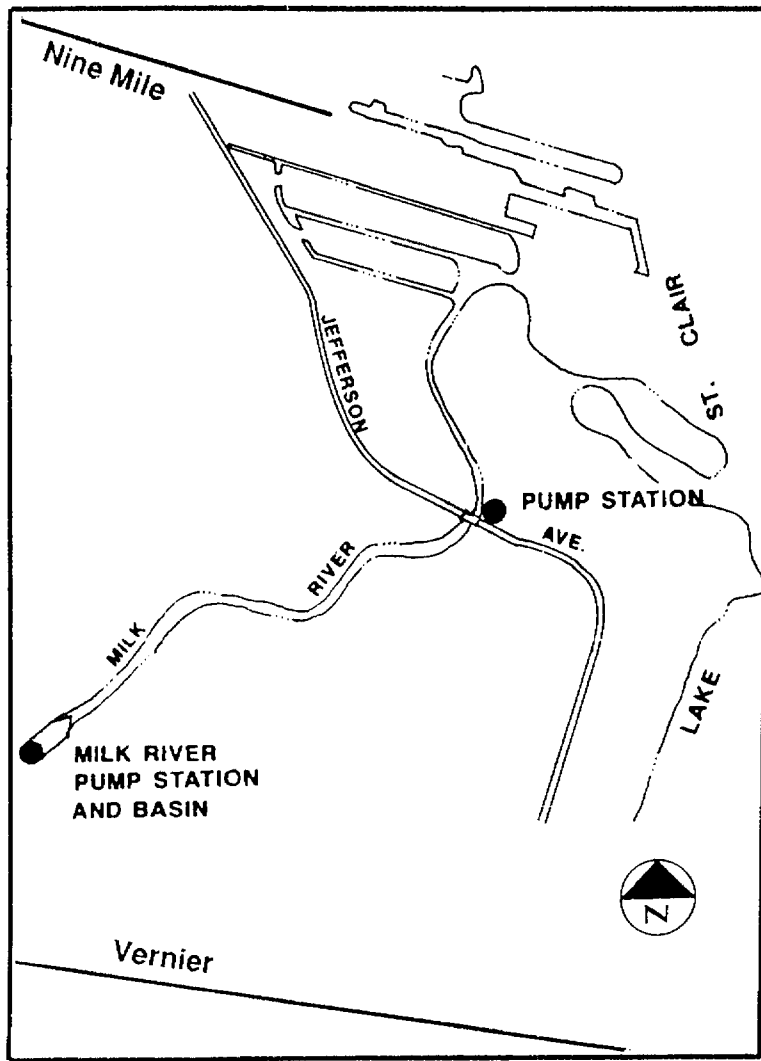 Nine Mile
CLAIR
ST.
JEFFERSON
PUMP STATION
AVE.
RIVER
MILK
LAKE
MILK RIVER
PUMP STATION
AND BASIN
N
Vernier